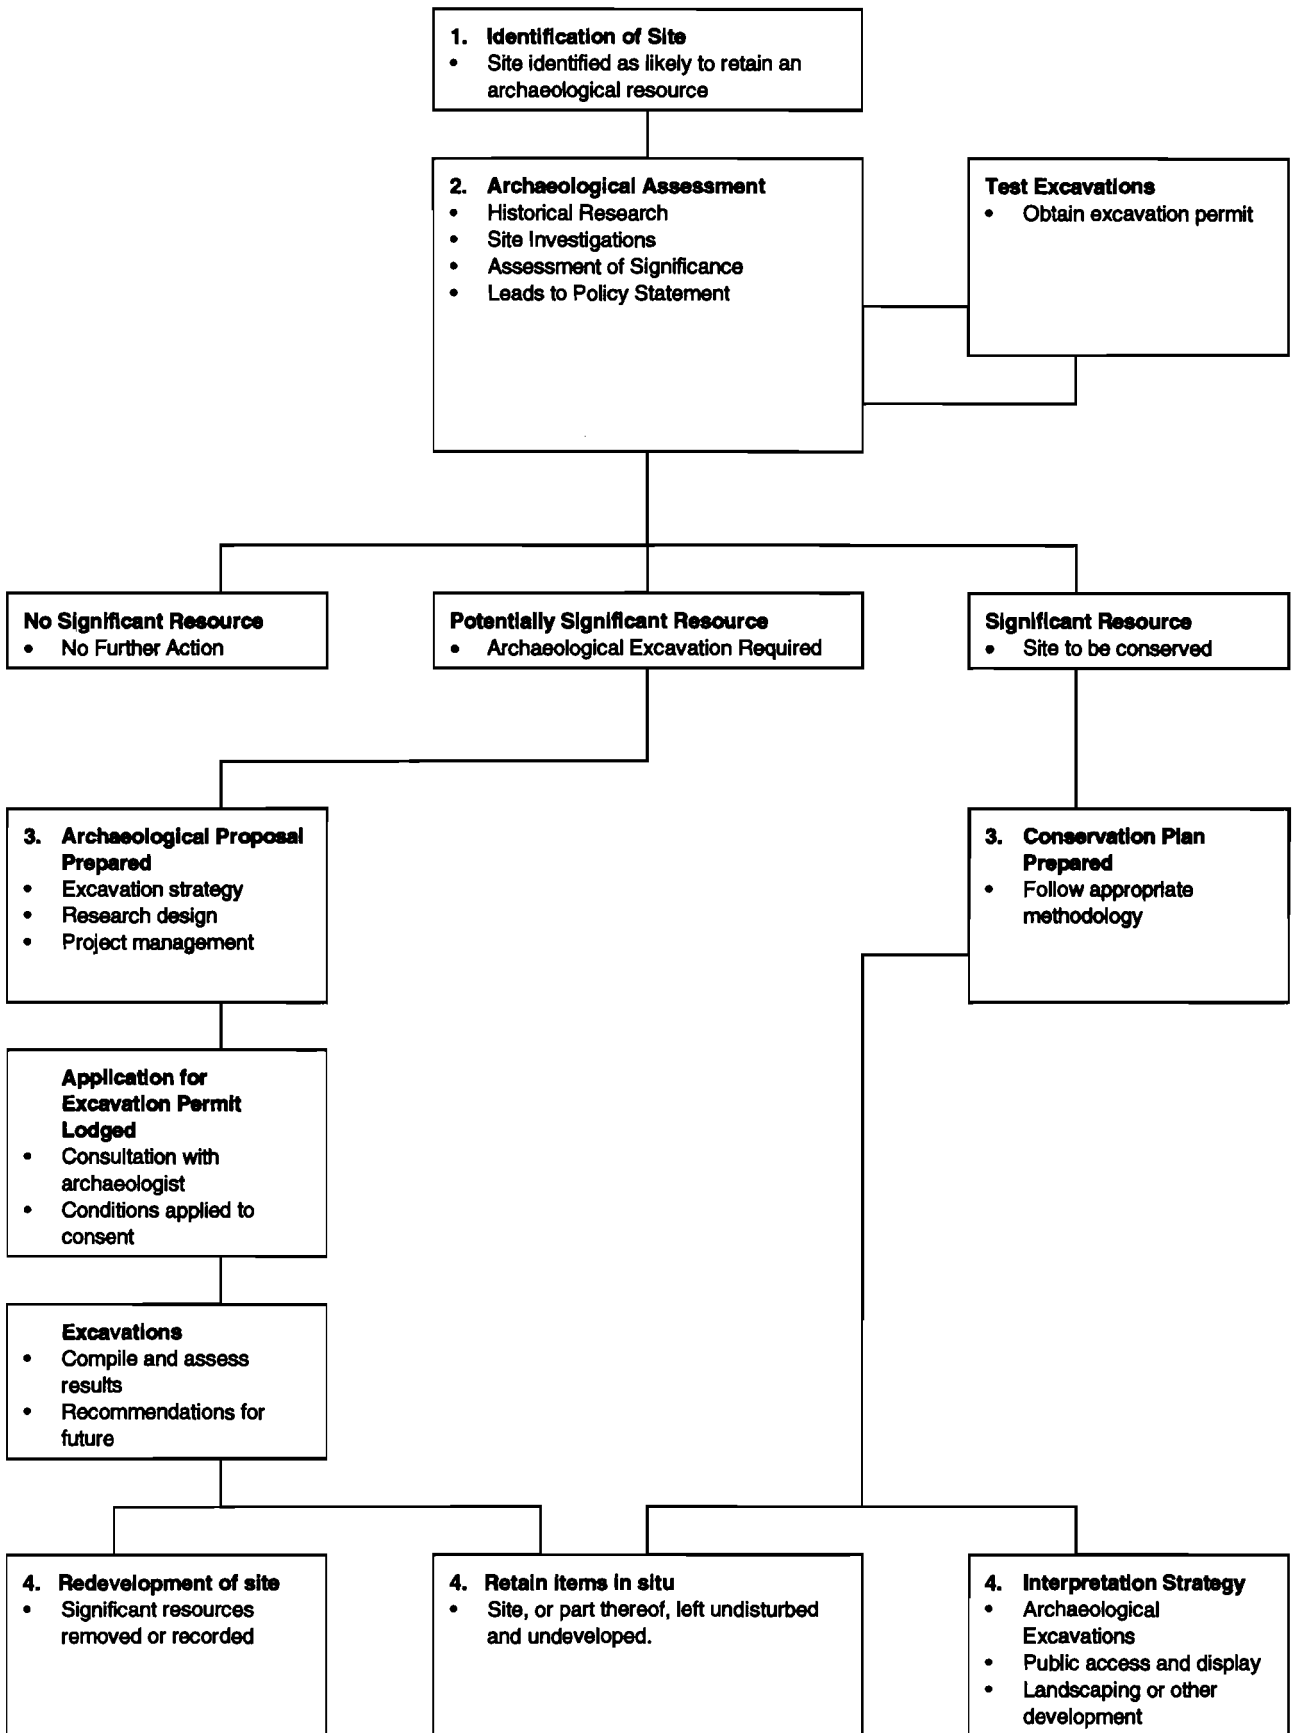 1. Identification of Site
• Site identified as likely to retain an
archaeological resource
2. Archaeological Assessment
• Historical Research
• Site Investigations
• Assessment of Significance
• Leads to Policy Statement
Test Excavations
• Obtain excavation permit
No Significant Resource
• No Further Action
Potentially Significant Resource
• Archaeological Excavation Required
Significant Resource
• Site to be conserved
3. Archaeological Proposal
Prepared
• Excavation strategy
• Research design
• Project management
3. Conservation Plan
Prepared
• Follow appropriate
methodology
Application for
Excavation Permit
Lodged
• Consultation with
archaeologist
• Conditions applied to
consent
Excavations
• Compile and assess
results
• Recommendations for
future
4. Redevelopment of site
• Significant resources
removed or recorded
4. Retain items in situ
• Site, or part thereof, left undisturbed
and undeveloped.
4. Interpretation Strategy
• Archaeological
Excavations
• Public access and display
• Landscaping or other
development